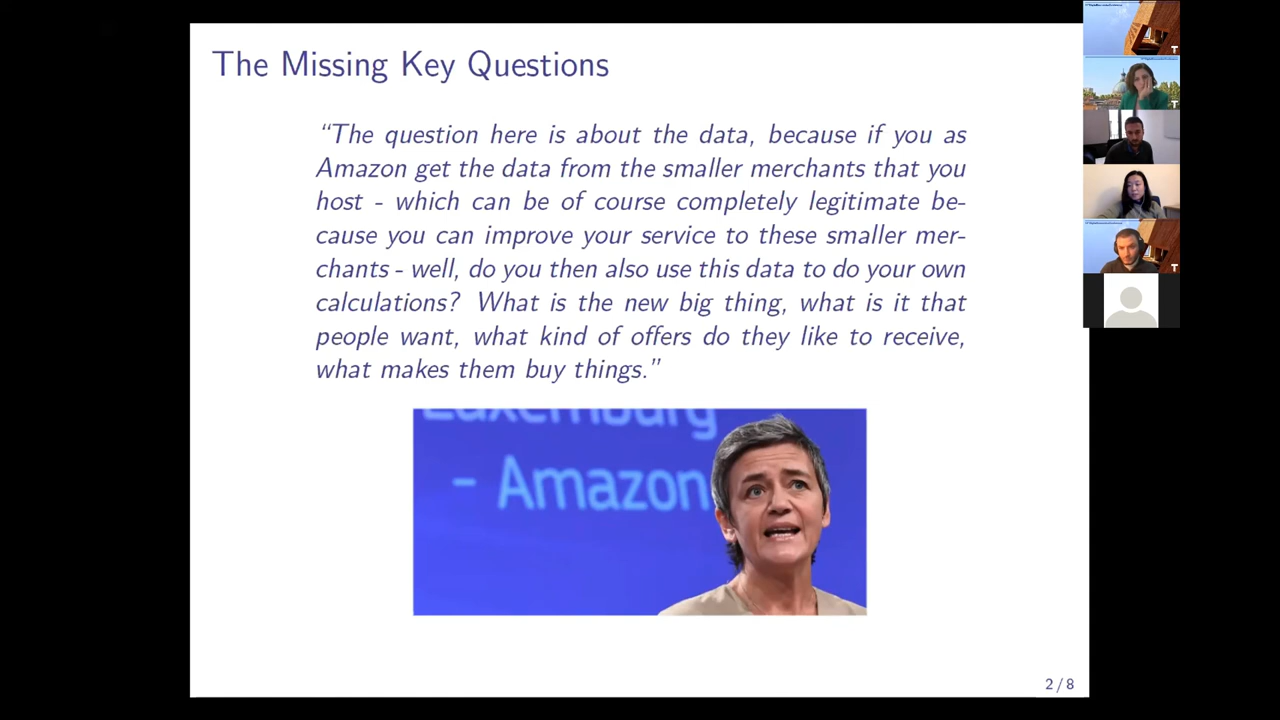 The Missing Key Questions
“The question here is about the data, because if you as
Amazon get the data from the smaller merchants that you
host - which can be of course completely legitimate be-
cause you can improve your service to these smaller mer-
chants - well, do you then also use this data to do your own
calculations? What is the new big thing, what is it that
people want, what kind of offers do they like to receive,
what makes them buy things.”
- Amazon
2 / 8